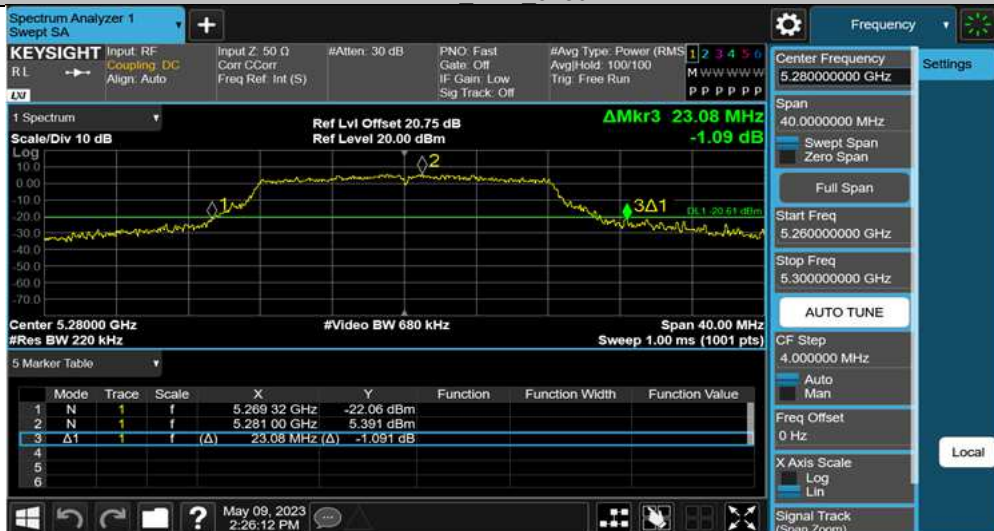 Spectrum Analyzer 1
Swept SA
Frequency
KEYSIGHT
RL
LXI
Input: RF
Coupling: DC
Align: Auto
Input Z: 50 Ω
Corr CCorr
Freq Ref: Int (S)
#Atten: 30 dB
PNO: Fast
Gate: Off
IF Gain: Low
Sig Track: Off
#Avg Type: Power (RMS
Avg|Hold: 100/100
Trig: Free Run
1 2 3 4 5 6
M W W W W W
P P P P P P
1 Spectrum
Scale/Div 10 dB
Ref Lvl Offset 20.75 dB
Ref Level 20.00 dBm
ΔMkr3 23.08 MHz
-1.09 dB
Log
10.0
0.00
-10.0
-20.0
-30.0
-40.0
-50.0
-60.0
-70.0
1
2
3Δ1
DL1 -20.61 dBm
Center 5.28000 GHz
#Res BW 220 kHz
#Video BW 680 kHz
Span 40.00 MHz
Sweep 1.00 ms (1001 pts)
5 Marker Table
Mode Trace Scale X Y Function Function Width Function Value
1 N 1 f 5.269 32 GHz -22.06 dBm
2 N 1 f 5.281 00 GHz 5.391 dBm
3 Δ1 1 f (Δ) 23.08 MHz (Δ) -1.091 dB
4
5
6
?
May 09, 2023
2:26:12 PM
Center Frequency
5.280000000 GHz
Span
40.0000000 MHz
Swept Span
Zero Span
Full Span
Start Freq
5.260000000 GHz
Stop Freq
5.300000000 GHz
AUTO TUNE
CF Step
4.000000 MHz
Auto
Man
Freq Offset
0 Hz
X Axis Scale
Log
Lin
Signal Track
(Span Zoom)
Settings
Local